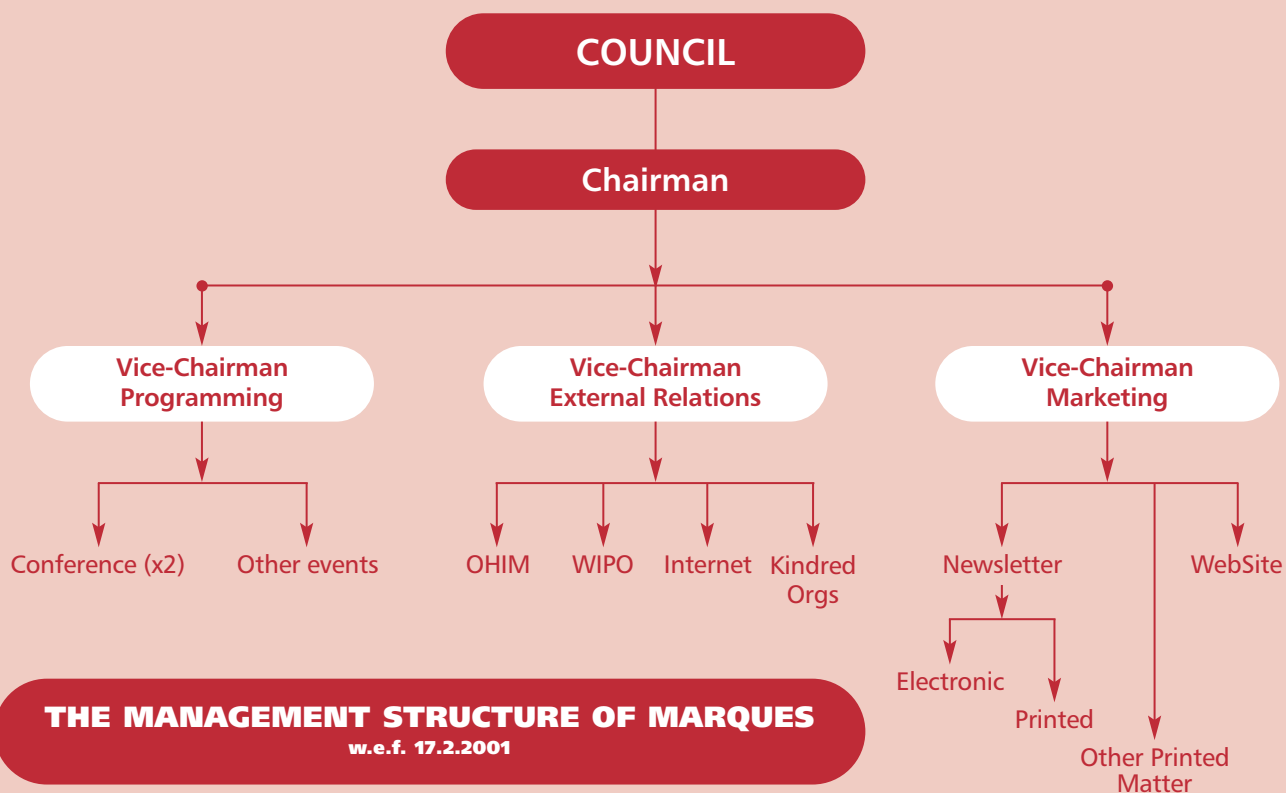 COUNCIL
Chairman
Vice-Chairman
Programming
Vice-Chairman
External Relations
Vice-Chairman
Marketing
Conference (x2)
Other events
OHIM
WIPO
Internet
Kindred
Orgs
Newsletter
WebSite
Electronic
Printed
Other Printed
Matter
THE MANAGEMENT STRUCTURE OF MARQUES
w.e.f. 17.2.2001